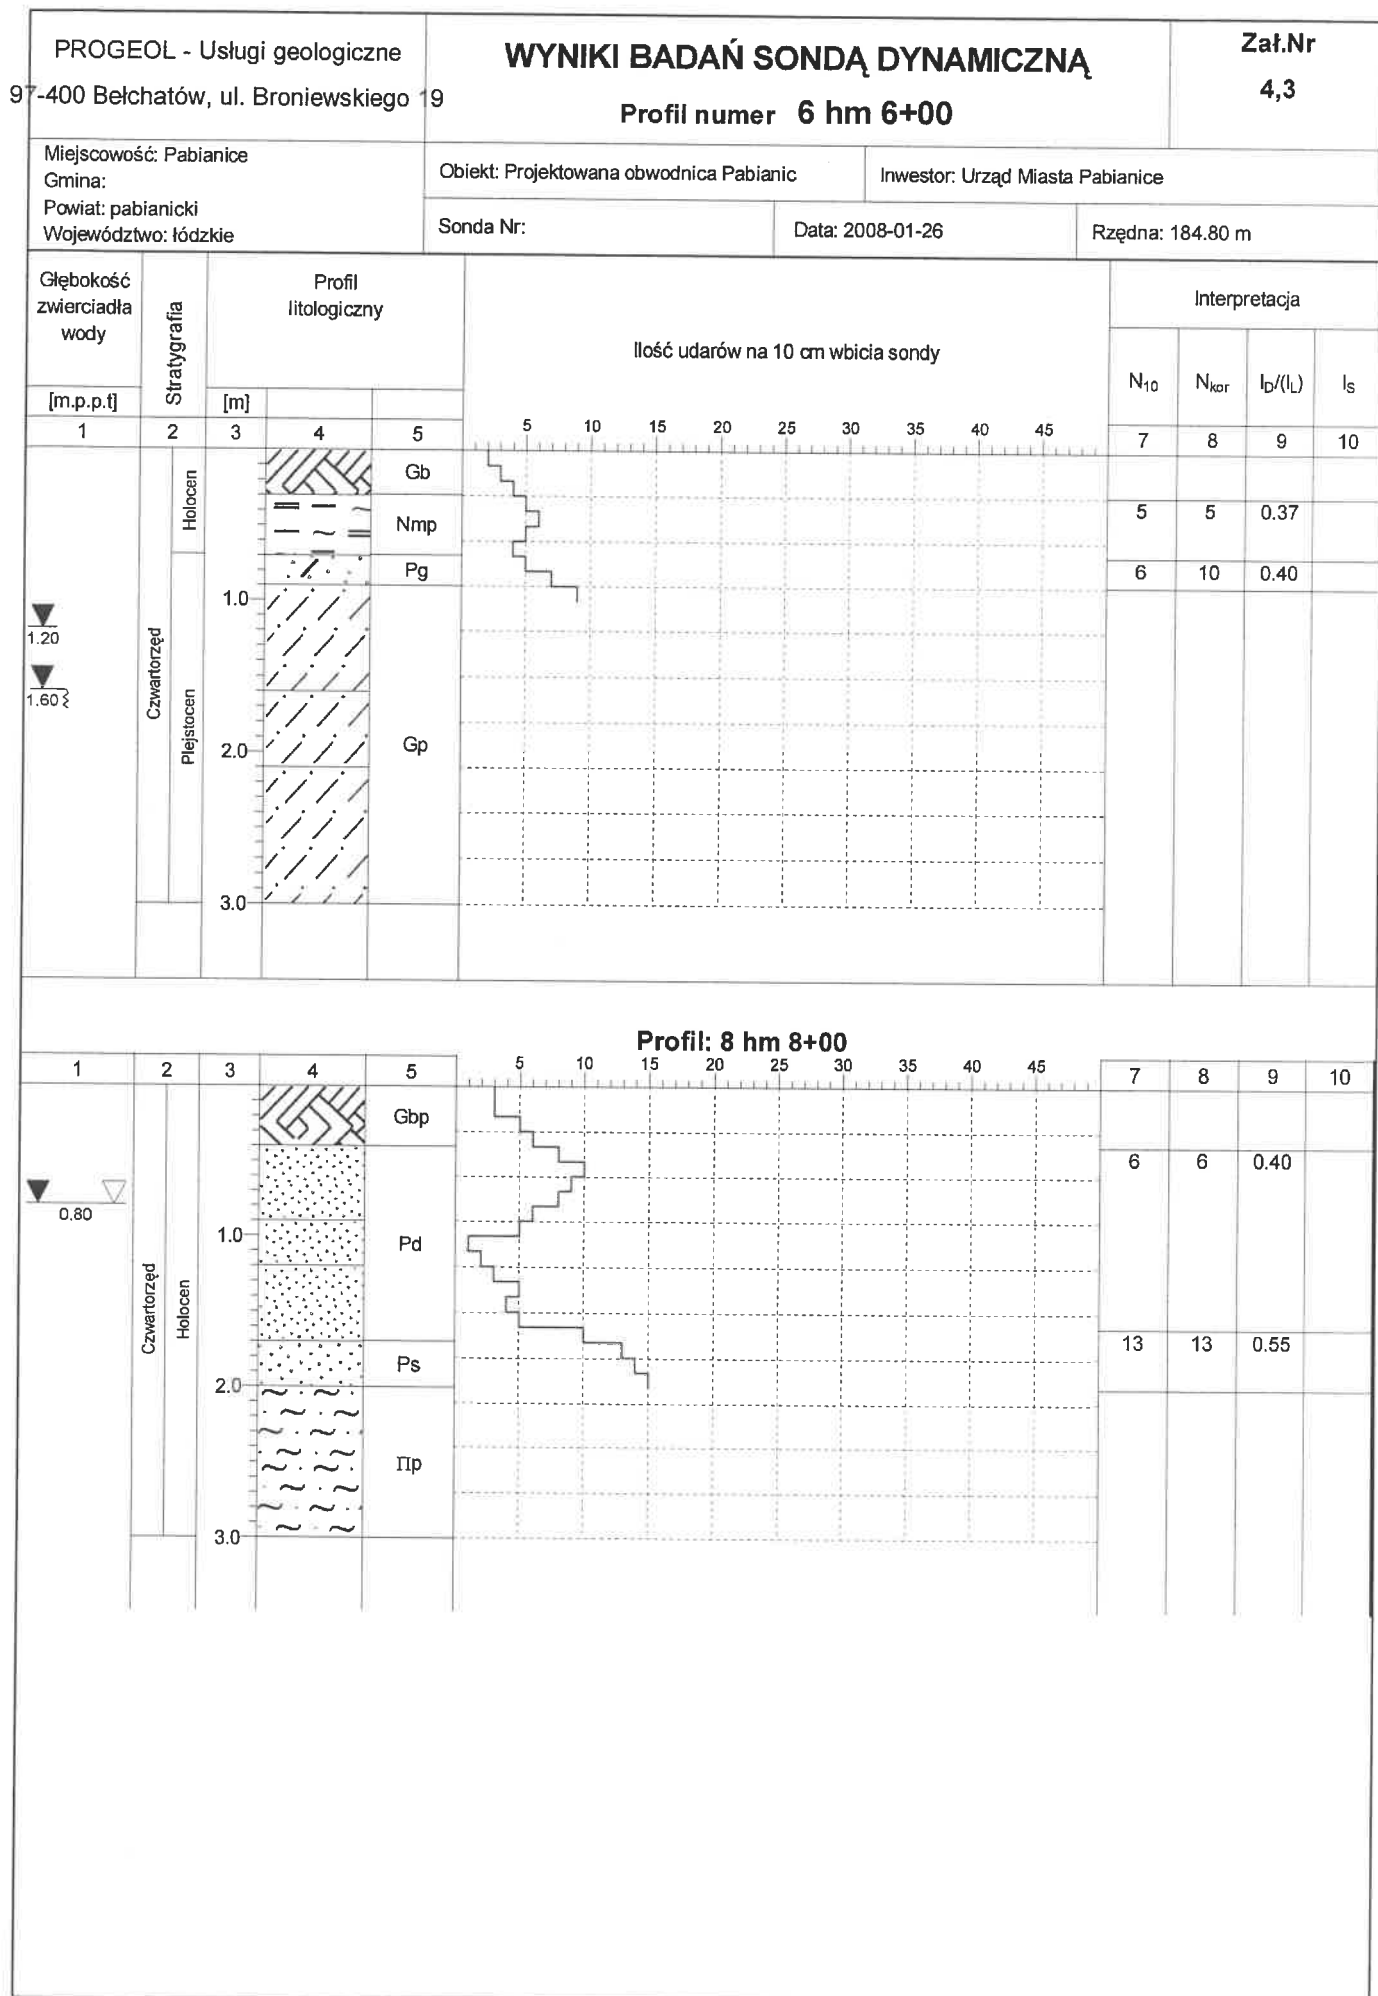 PROGEOL - Usługi geologiczne
97-400 Bełchatów, ul. Broniewskiego 19
WYNIKI BADAŃ SONDĄ DYNAMICZNĄ
Profil numer 6 hm 6+00
Zał.Nr
4,3
Miejscowość: Pabianice
Gmina:
Powiat: pabianicki
Województwo: łódzkie
Obiekt: Projektowana obwodnica Pabianic
Inwestor: Urząd Miasta Pabianice
Sonda Nr:
Data: 2008-01-26
Rzędna: 184.80 m
Głębokość
zwierciadła
wody
[m.p.p.t]
Stratygrafia
Profil
litologiczny
[m]
Ilość udarów na 10 cm wbicia sondy
Interpretacja
N10 Nkor ID/(IL) IS
1 2 3 4 5
5 10 15 20 25 30 35 40 45
7 8 9 10
Gb
Nmp
Pg
Gp
Holocen
Czwartorzęd
Plejstocen
1.0
2.0
3.0
1.20
1.60
5 5 0.37
6 10 0.40
Profil: 8 hm 8+00
1 2 3 4 5
5 10 15 20 25 30 35 40 45
7 8 9 10
Gbp
Pd
Ps
Πp
0.80
Czwartorzęd
Holocen
1.0
2.0
3.0
6 6 0.40
13 13 0.55